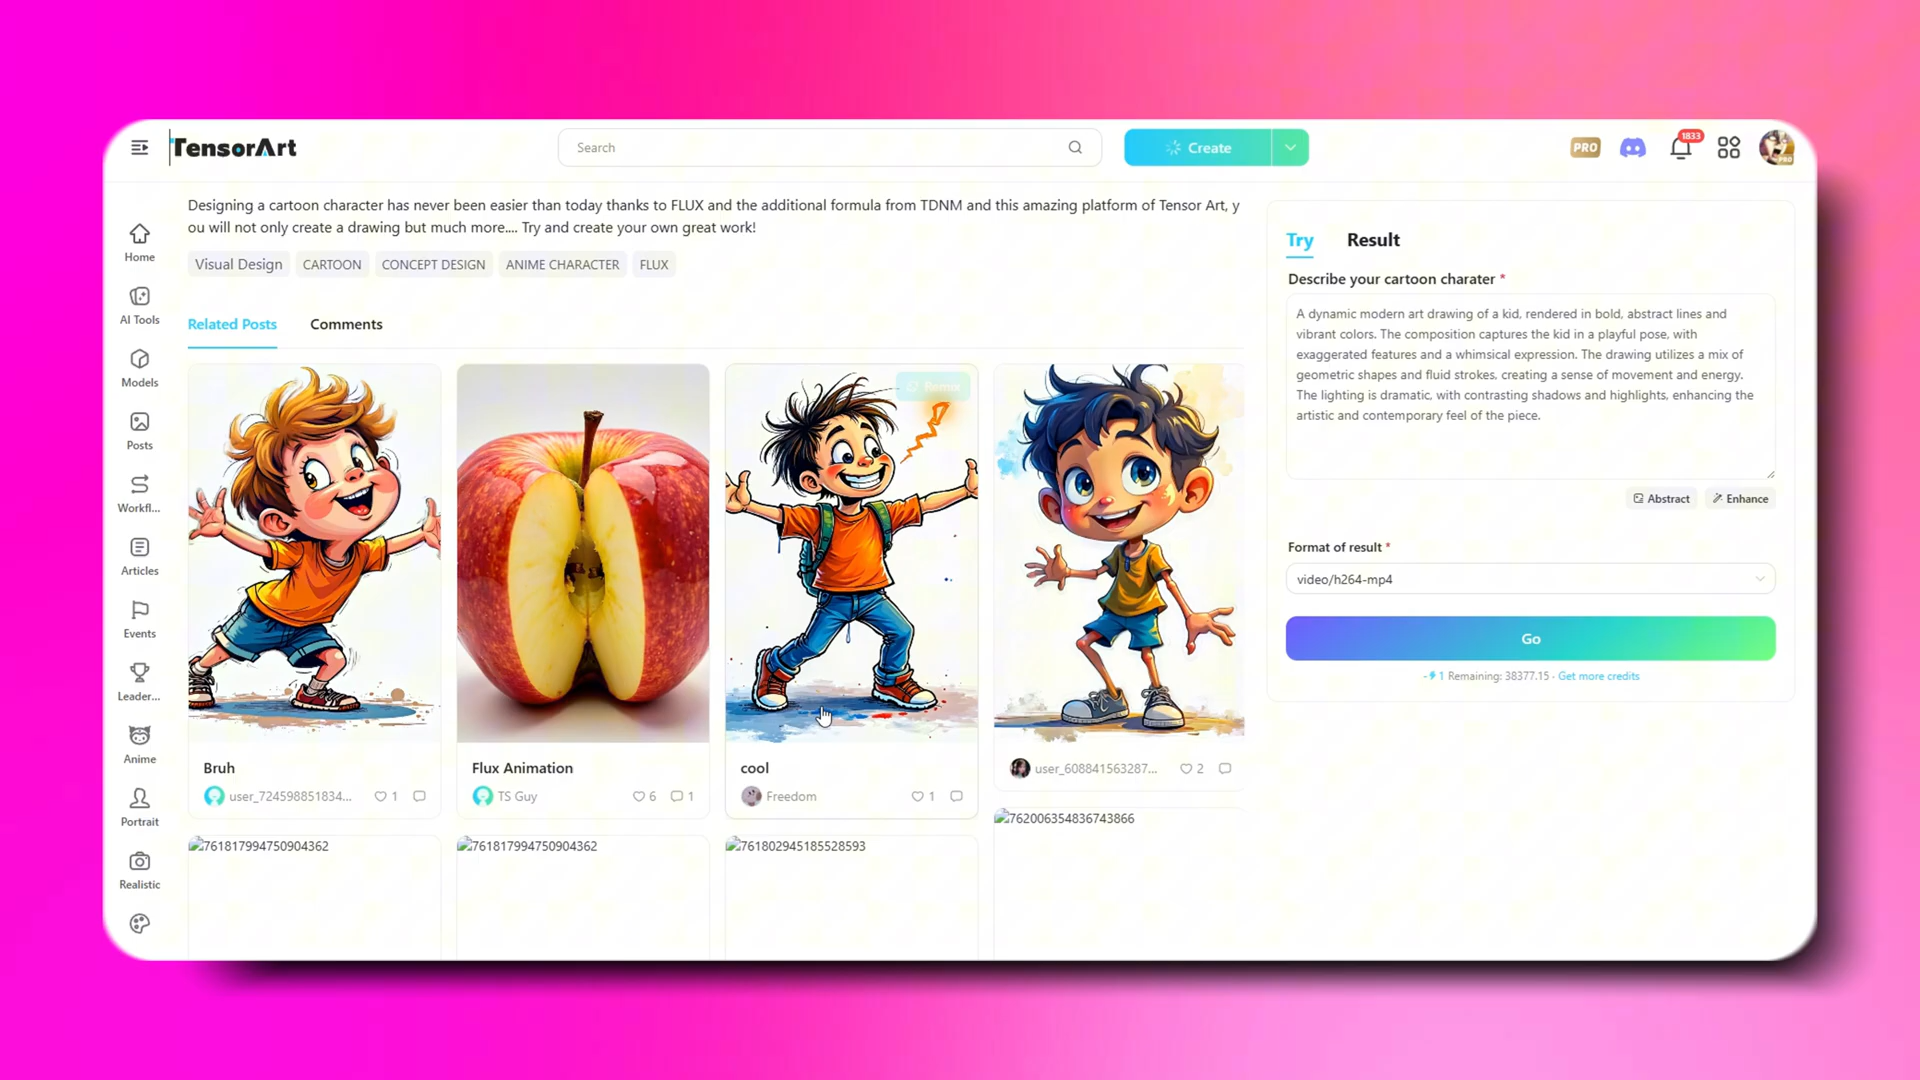 TensorArt
Search
Create
PRO
1833
PRO
Home
AI Tools
Models
Posts
Workfl...
Articles
Events
Leader...
Anime
Portrait
Realistic
Designing a cartoon character has never been easier than today thanks to FLUX and the additional formula from TDNM and this amazing platform of Tensor Art, y
ou will not only create a drawing but much more.... Try and create your own great work!
Visual Design
CARTOON
CONCEPT DESIGN
ANIME CHARACTER
FLUX
Related Posts
Comments
Remix
Bruh
user_724598851834...
1
Flux Animation
TS Guy
6
1
cool
Freedom
1
user_608841563287...
2
761817994750904362
761817994750904362
761802945185528593
762006354836743866
Try
Result
Describe your cartoon charater *
A dynamic modern art drawing of a kid, rendered in bold, abstract lines and
vibrant colors. The composition captures the kid in a playful pose, with
exaggerated features and a whimsical expression. The drawing utilizes a mix of
geometric shapes and fluid strokes, creating a sense of movement and energy.
The lighting is dramatic, with contrasting shadows and highlights, enhancing the
artistic and contemporary feel of the piece.
Abstract
Enhance
Format of result *
video/h264-mp4
Go
-1 Remaining: 38377.15 - Get more credits